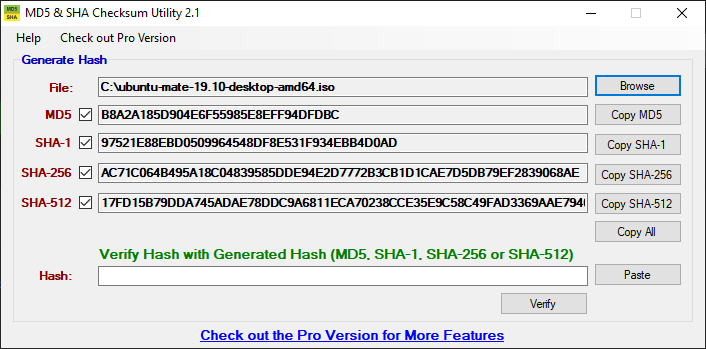 MD5 & SHA Checksum Utility 2.1
Help Check out Pro Version
Generate Hash
File: C:\ubuntu-mate-19.10-desktop-amd64.iso Browse
MD5 B8A2A185D904E6F55985E8EFF94DFDBC Copy MD5
SHA-1 97521E88EBD0509964548DF8E531F934EBB4D0AD Copy SHA-1
SHA-256 AC71C064B495A18C04839585DDE94E2D7772B3CB1D1CAE7D5DB79EF2839068AE Copy SHA-256
SHA-512 17FD15B79DDA745ADAE78DDC9A6811ECA70238CCE35E9C58C49FAD3369AAE794 Copy SHA-512
Copy All
Verify Hash with Generated Hash (MD5, SHA-1, SHA-256 or SHA-512)
Hash: Paste
Verify
Check out the Pro Version for More Features